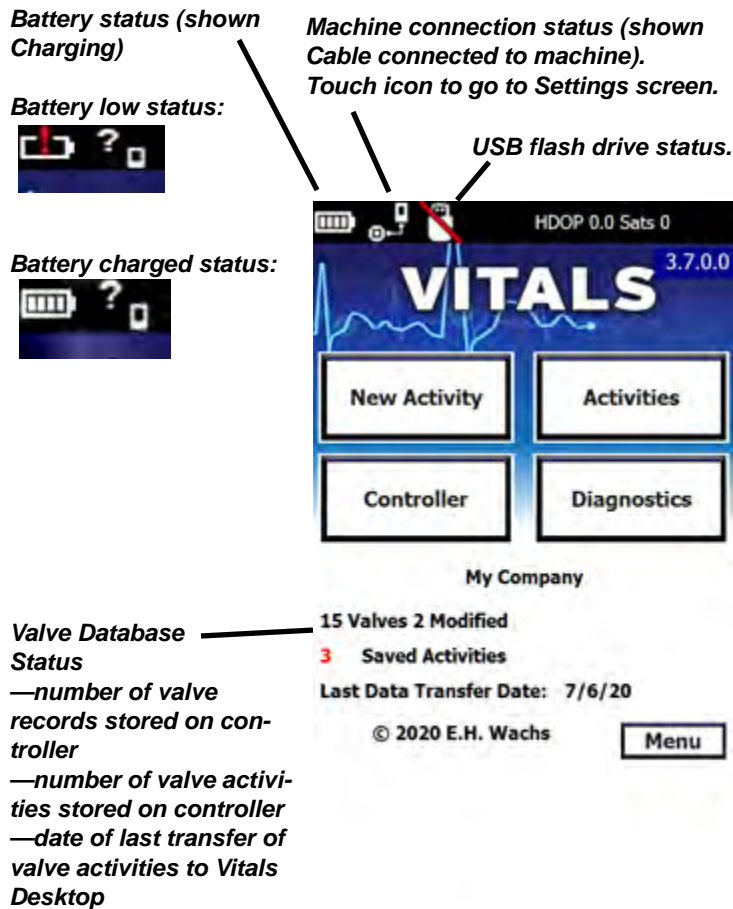 Battery status (shown
Charging)
Machine connection status (shown
Cable connected to machine).
Touch icon to go to Settings screen.
Battery low status:
?
USB flash drive status.
HDOP 0.0 Sats 0
Battery charged status:
?
VITALS
3.7.0.0
New Activity
Activities
Controller
Diagnostics
My Company
15 Valves 2 Modified
3 Saved Activities
Last Data Transfer Date: 7/6/20
© 2020 E.H. Wachs
Menu
Valve Database
Status
—number of valve
records stored on con-
troller
—number of valve activi-
ties stored on controller
—date of last transfer of
valve activities to Vitals
Desktop